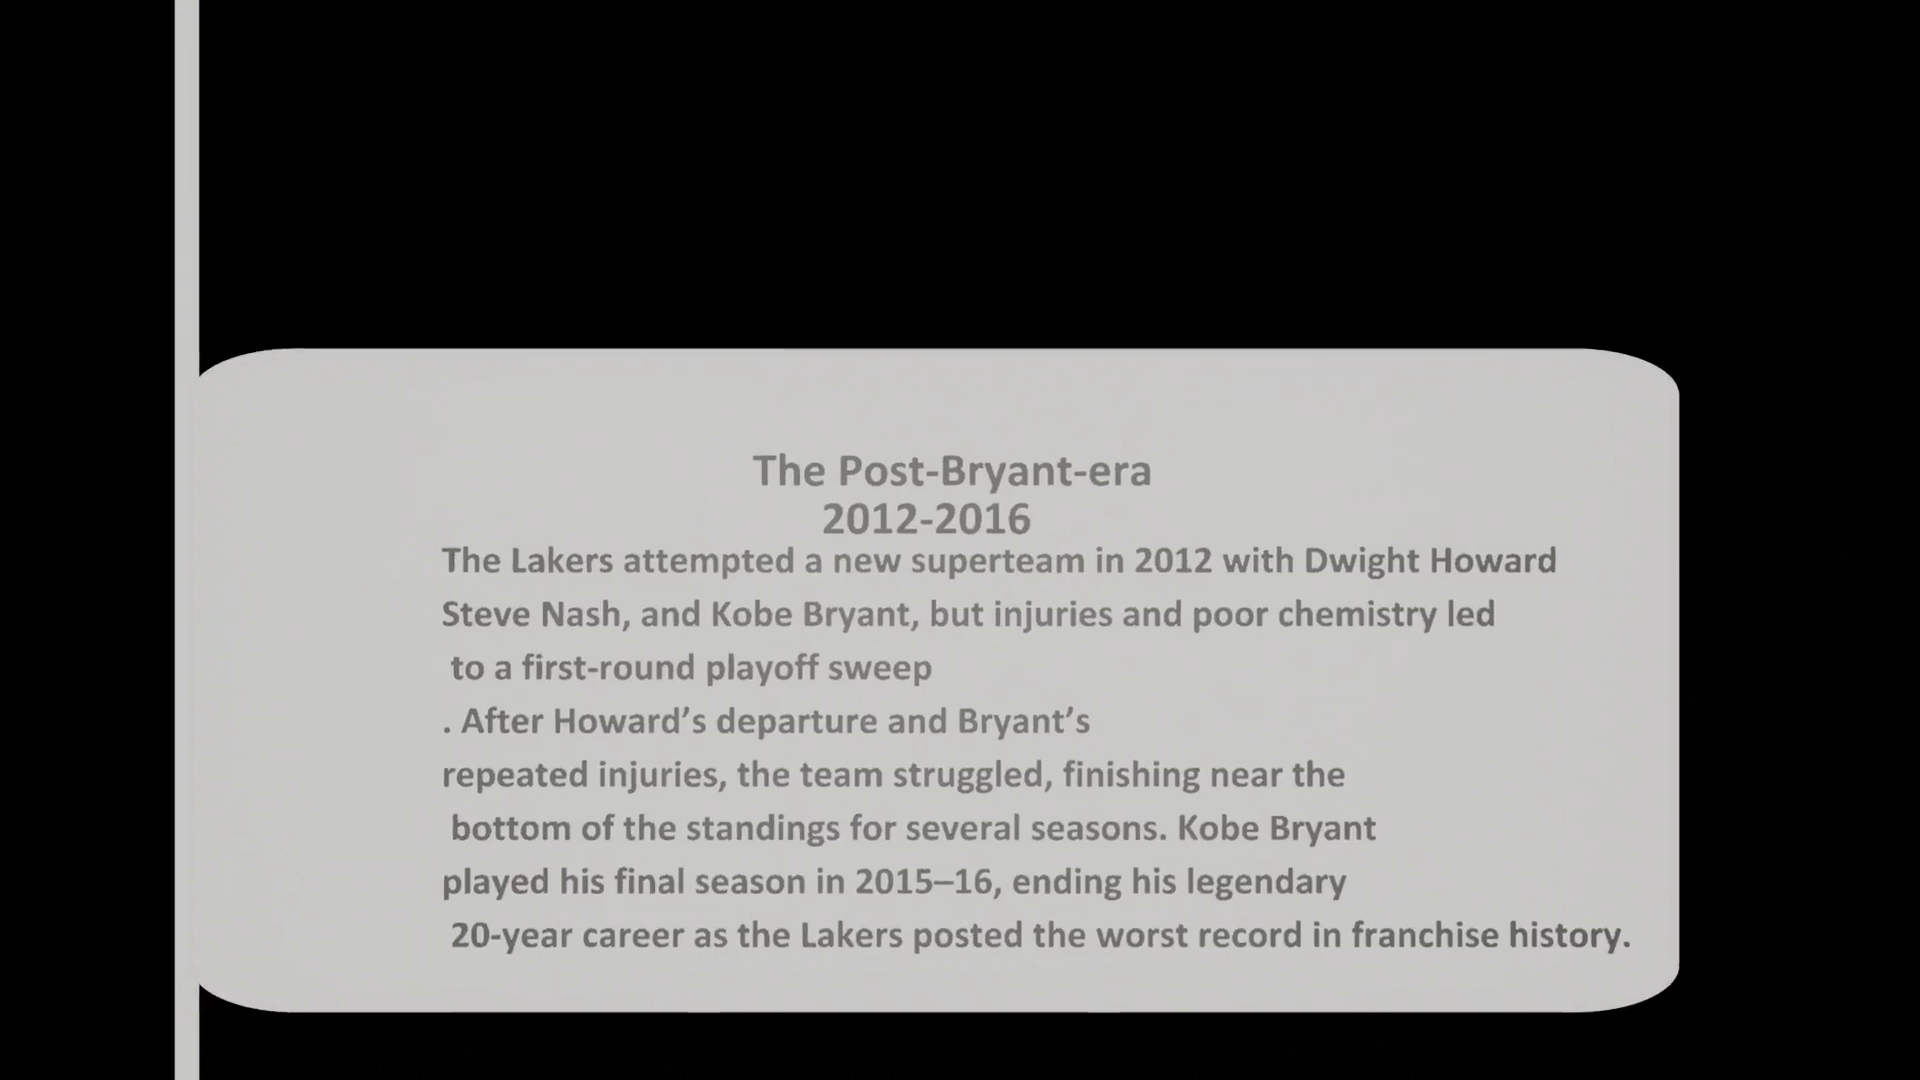 The Post-Bryant-era
2012-2016
The Lakers attempted a new superteam in 2012 with Dwight Howard
Steve Nash, and Kobe Bryant, but injuries and poor chemistry led
to a first-round playoff sweep
. After Howard’s departure and Bryant’s
repeated injuries, the team struggled, finishing near the
bottom of the standings for several seasons. Kobe Bryant
played his final season in 2015–16, ending his legendary
20-year career as the Lakers posted the worst record in franchise history.